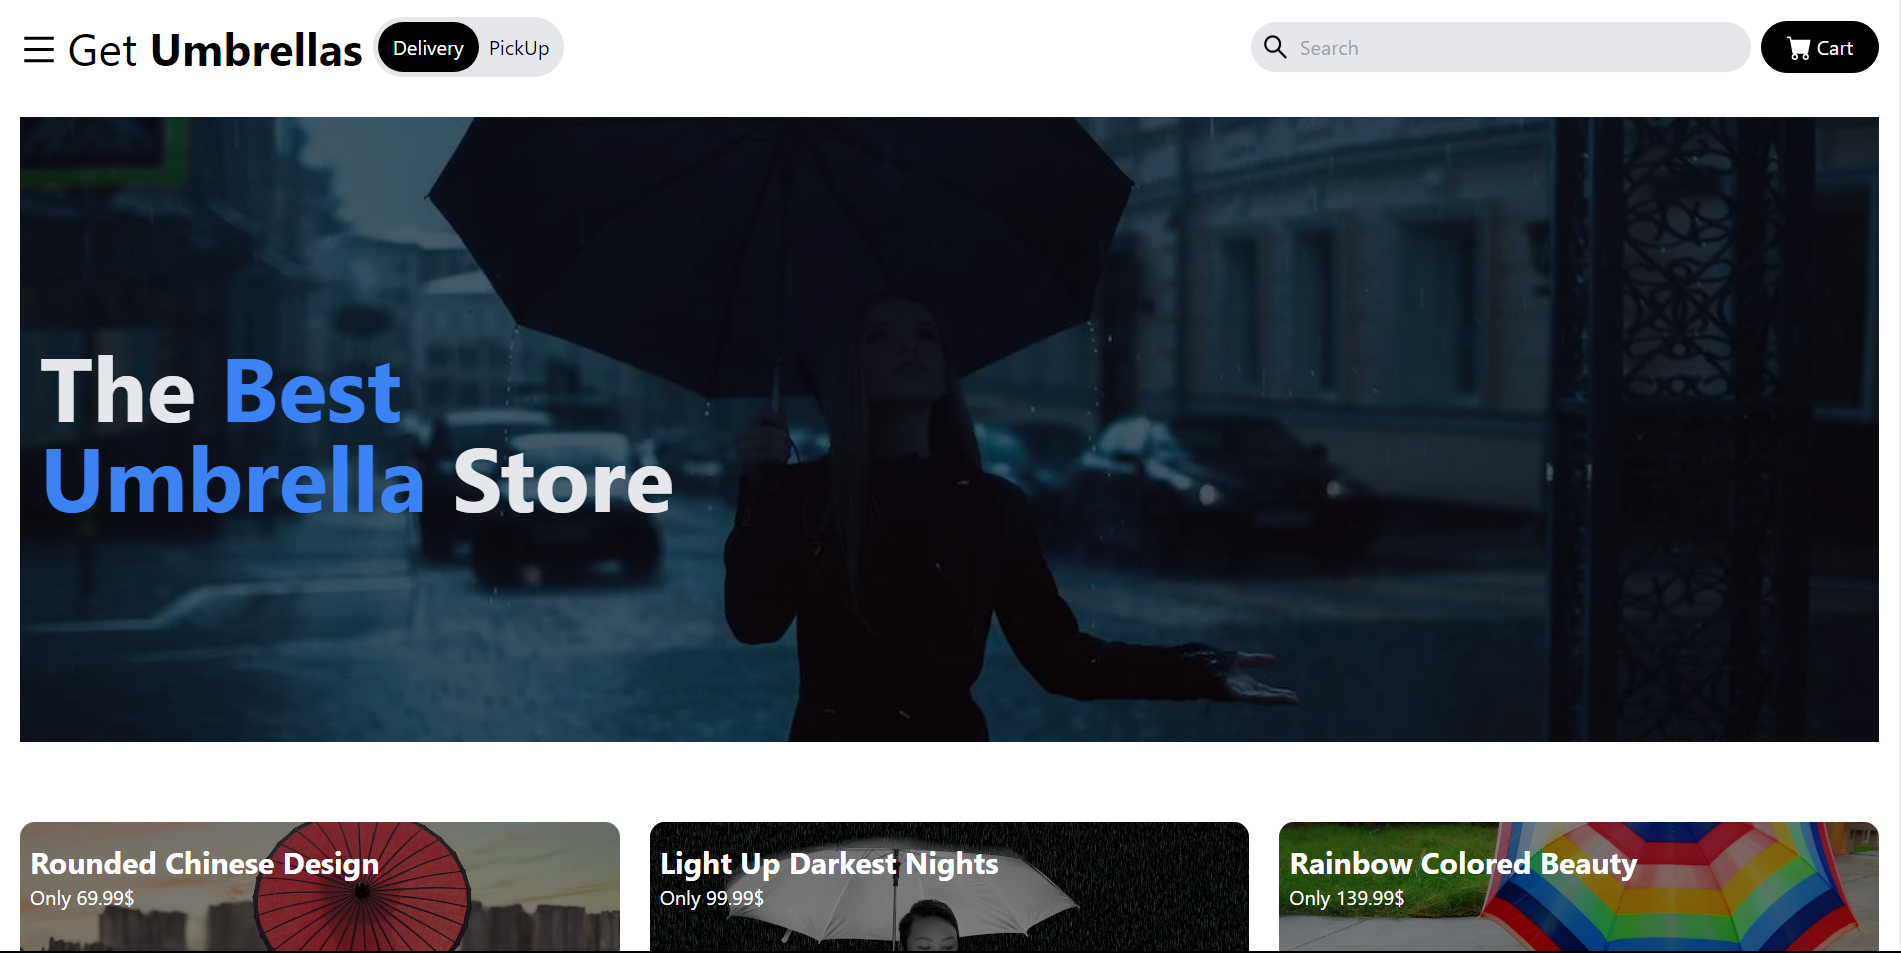 Get Umbrellas
Delivery PickUp
Search
Cart
The Best
Umbrella Store
Rounded Chinese Design
Only 69.99$
Light Up Darkest Nights
Only 99.99$
Rainbow Colored Beauty
Only 139.99$